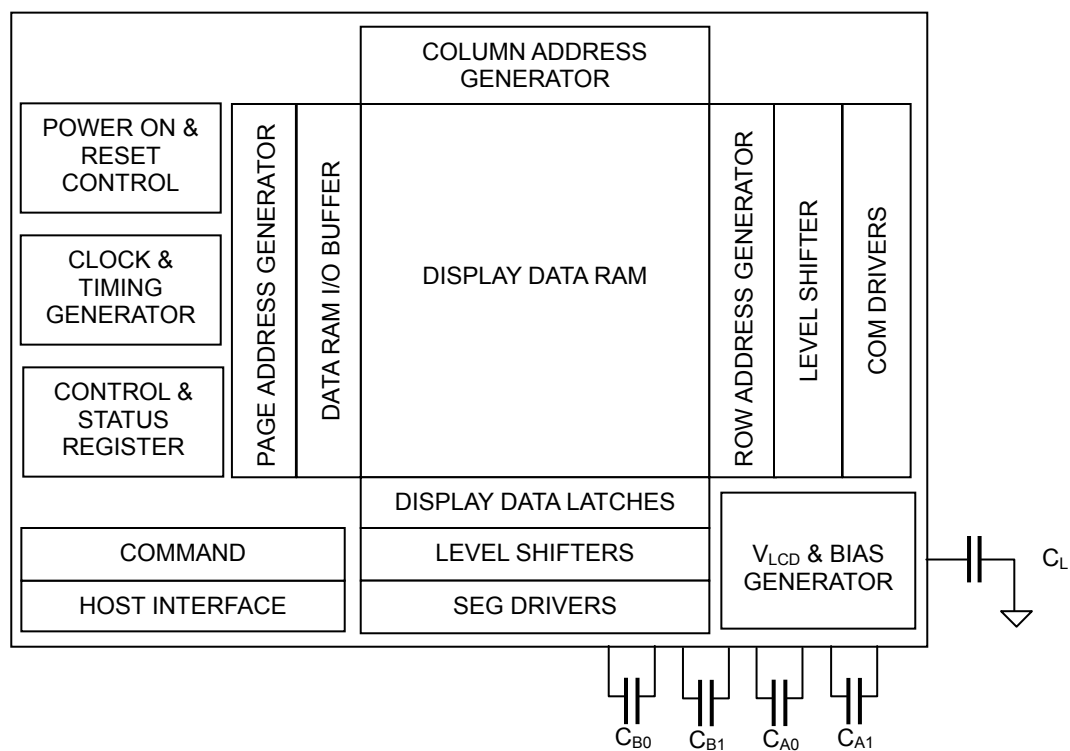 COLUMN ADDRESS
GENERATOR
POWER ON &
RESET
CONTROL
CLOCK &
TIMING
GENERATOR
CONTROL &
STATUS
REGISTER
PAGE ADDRESS GENERATOR
DATA RAM I/O BUFFER
DISPLAY DATA RAM
ROW ADDRESS GENERATOR
LEVEL SHIFTER
COM DRIVERS
DISPLAY DATA LATCHES
COMMAND
LEVEL SHIFTERS
HOST INTERFACE
SEG DRIVERS
VLCD & BIAS
GENERATOR
CL
CB0
CB1
CA0
CA1